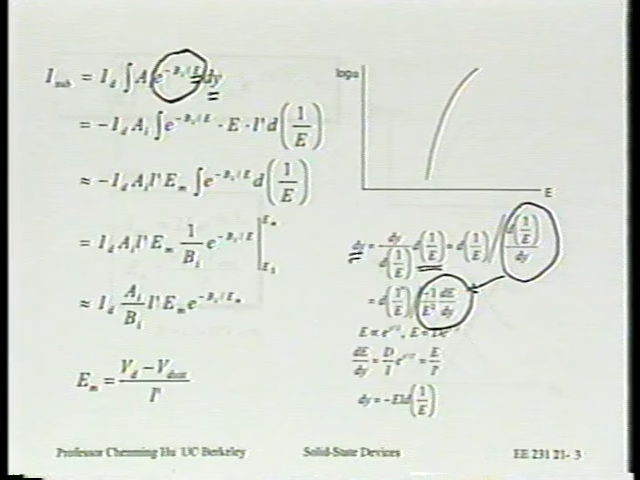 I_sub = I_d ∫ A_i e^{-B_i/E} dy
= -I_d A_i ∫ e^{-B_i/E} · E · l' d(1/E)
≈ -I_d A_i l' E_m ∫ e^{-B_i/E} d(1/E)
= I_d A_i l' E_m 1/B_i e^{-B_i/E} |
≈ I_d A_i/B_i l' E_m e^{-B_i/E_m}
E_m = (V_d - V_dsat)/l'
logα
E
dy = dy/d(1/E) d(1/E) = d(1/E) / d(1/E)/dy
= d(1/E) / -1/E² dE/dy
dE/dy = D/l e^{y/l} = E/l'
dy = -El d(1/E)
Professor Chenming Hu UC Berkeley Solid-State Devices EE 231 21- 3